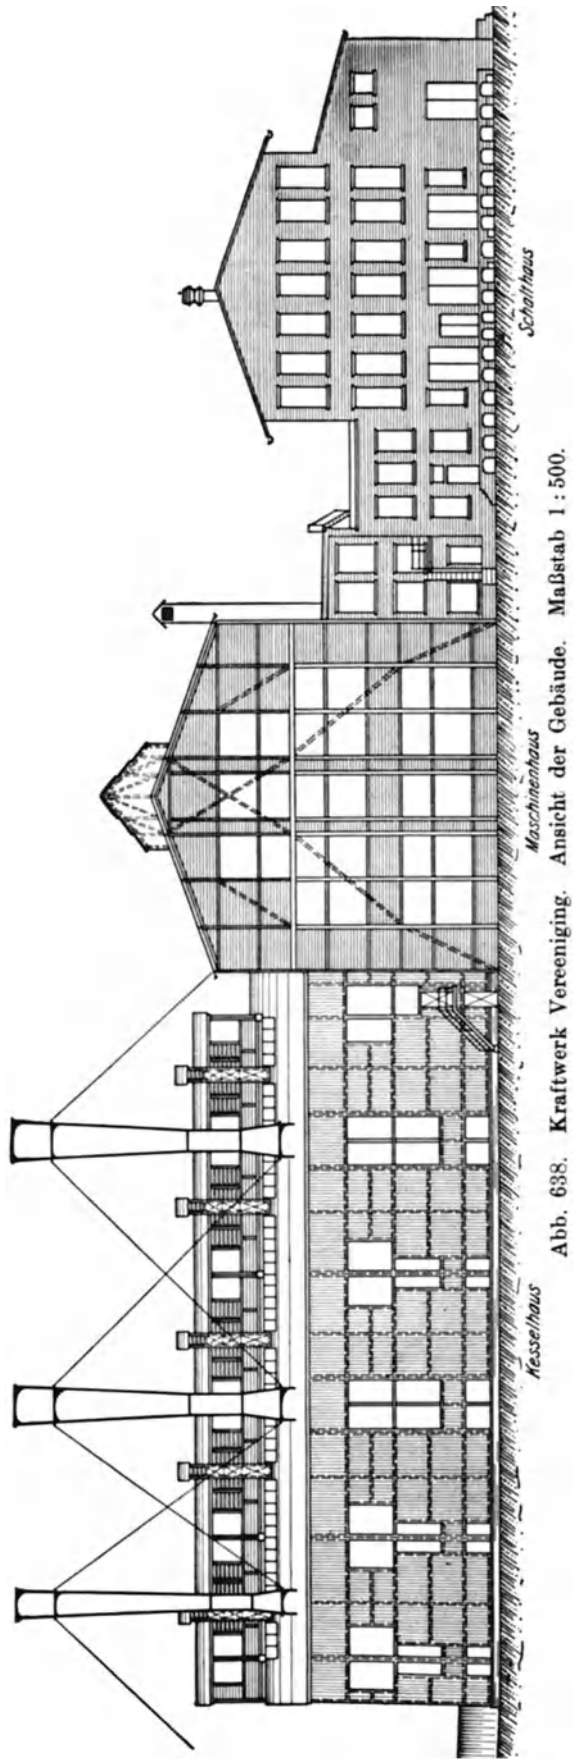 Kesselhaus
Maschinenhaus
Schalthaus
Abb. 638. Kraftwerk Vereeniging. Ansicht der Gebäude. Maßstab 1 : 500.